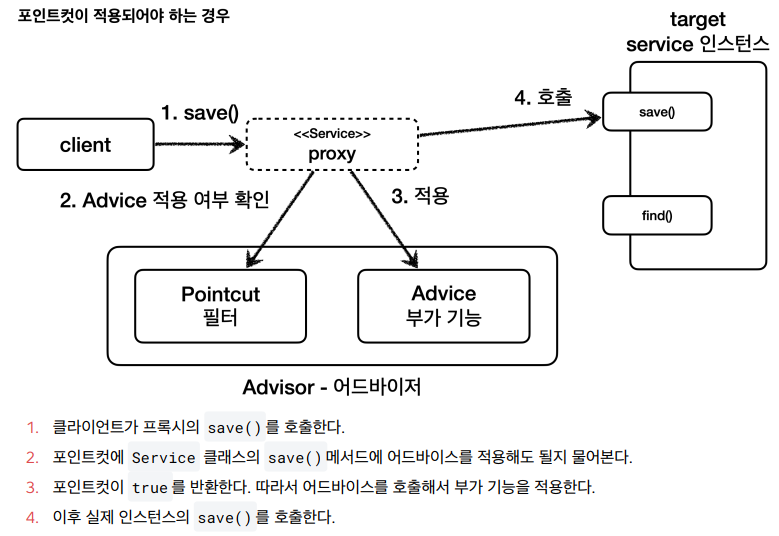 포인트컷이 적용되어야 하는 경우
target
service 인스턴스
1. save()
4. 호출
client
<<Service>>
proxy
save()
2. Advice 적용 여부 확인
3. 적용
find()
Pointcut
필터
Advice
부가 기능
Advisor - 어드바이저
1. 클라이언트가 프록시의 save()를 호출한다.
2. 포인트컷에 Service 클래스의 save()메서드에 어드바이스를 적용해도 될지 물어본다.
3. 포인트컷이 true를 반환한다. 따라서 어드바이스를 호출해서 부가 기능을 적용한다.
4. 이후 실제 인스턴스의 save()를 호출한다.